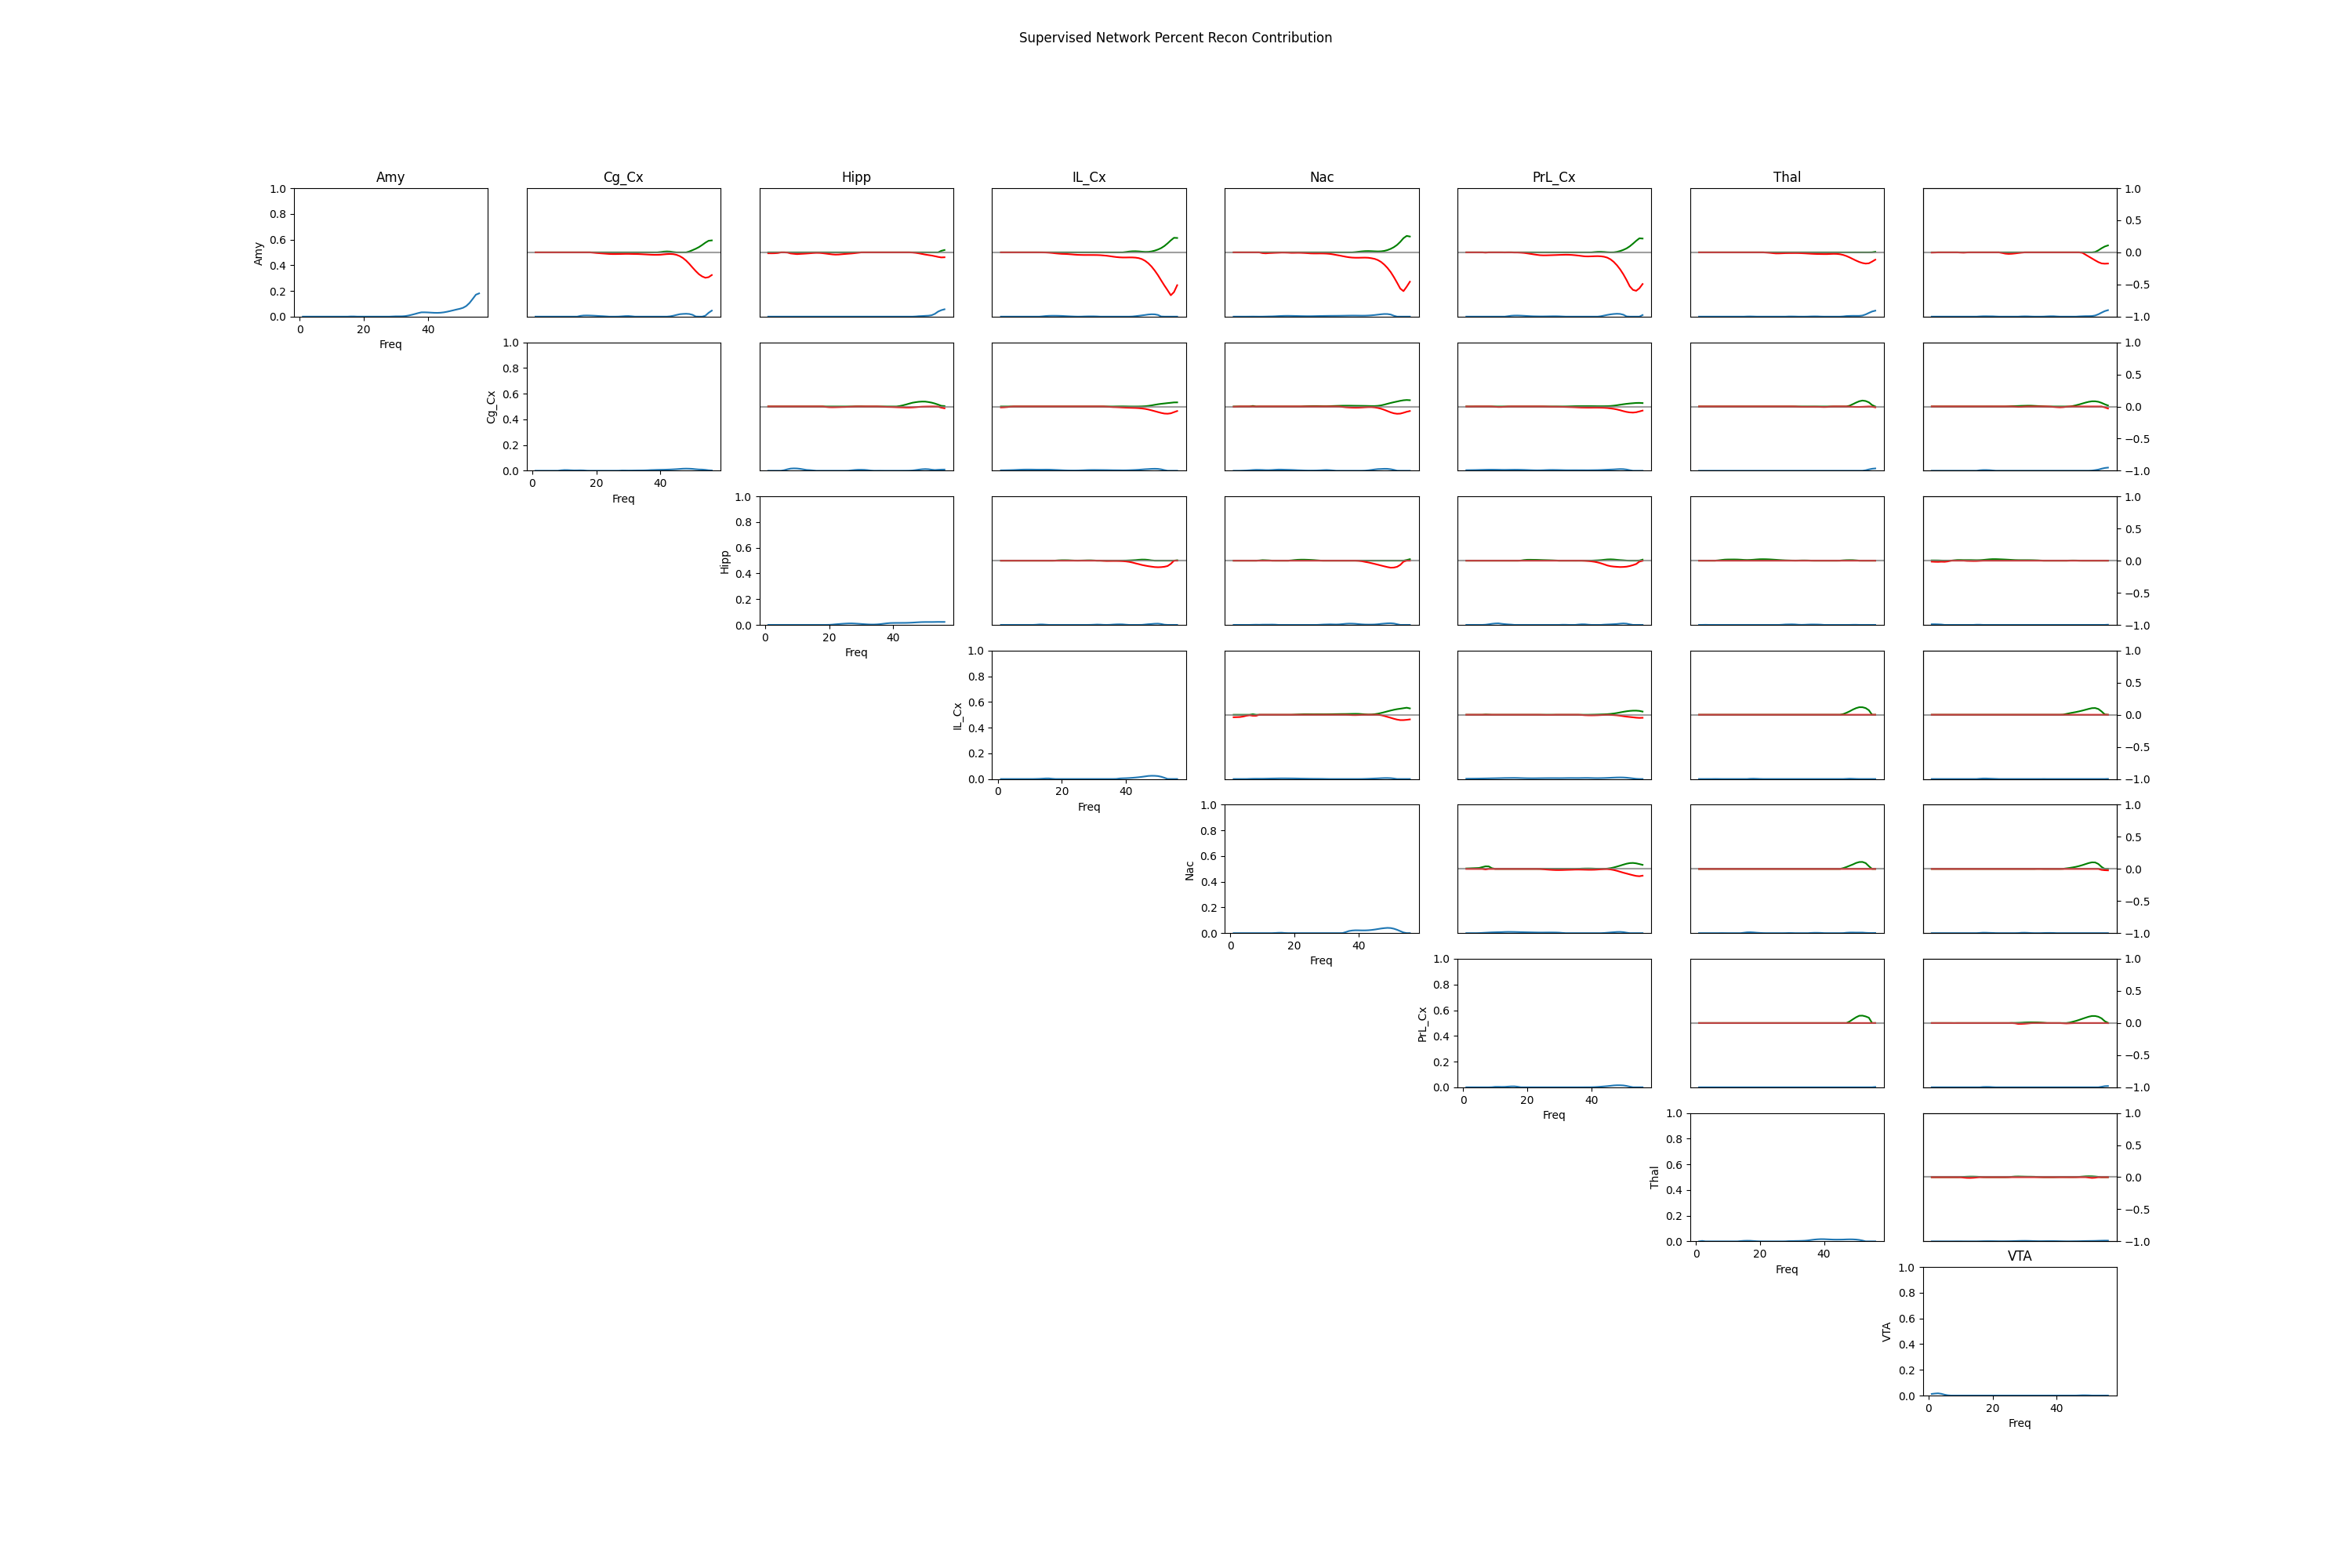 Supervised Network Percent Recon Contribution
Amy Cg_Cx Hipp IL_Cx Nac PrL_Cx Thal
1.0 0.8 0.6 0.4 0.2 0.0
Amy
0 20 40
Freq
1.0 0.5 0.0 −0.5 −1.0
1.0 0.8 0.6 0.4 0.2 0.0
Cg_Cx
0 20 40
Freq
1.0 0.5 0.0 −0.5 −1.0
1.0 0.8 0.6 0.4 0.2 0.0
Hipp
0 20 40
Freq
1.0 0.5 0.0 −0.5 −1.0
1.0 0.8 0.6 0.4 0.2 0.0
IL_Cx
0 20 40
Freq
1.0 0.5 0.0 −0.5 −1.0
1.0 0.8 0.6 0.4 0.2 0.0
Nac
0 20 40
Freq
1.0 0.5 0.0 −0.5 −1.0
1.0 0.8 0.6 0.4 0.2 0.0
PrL_Cx
0 20 40
Freq
1.0 0.5 0.0 −0.5 −1.0
1.0 0.8 0.6 0.4 0.2 0.0
Thal
0 20 40
Freq
1.0 0.5 0.0 −0.5 −1.0
VTA
1.0 0.8 0.6 0.4 0.2 0.0
VTA
0 20 40
Freq